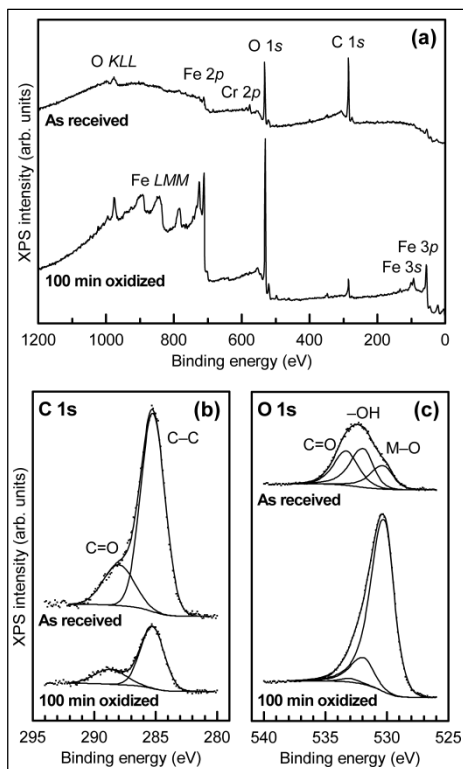 (a)
O 1s
C 1s
O KLL
Fe 2p
Cr 2p
As received
Fe LMM
Fe 3p
Fe 3s
100 min oxidized
XPS intensity (arb. units)
1200 1000 800 600 400 200 0
Binding energy (eV)
C 1s
(b)
C–C
C=O
As received
100 min oxidized
XPS intensity (arb. units)
295 290 285 280
Binding energy (eV)
O 1s
(c)
–OH
C=O
M–O
As received
100 min oxidized
540 535 530 525
Binding energy (eV)